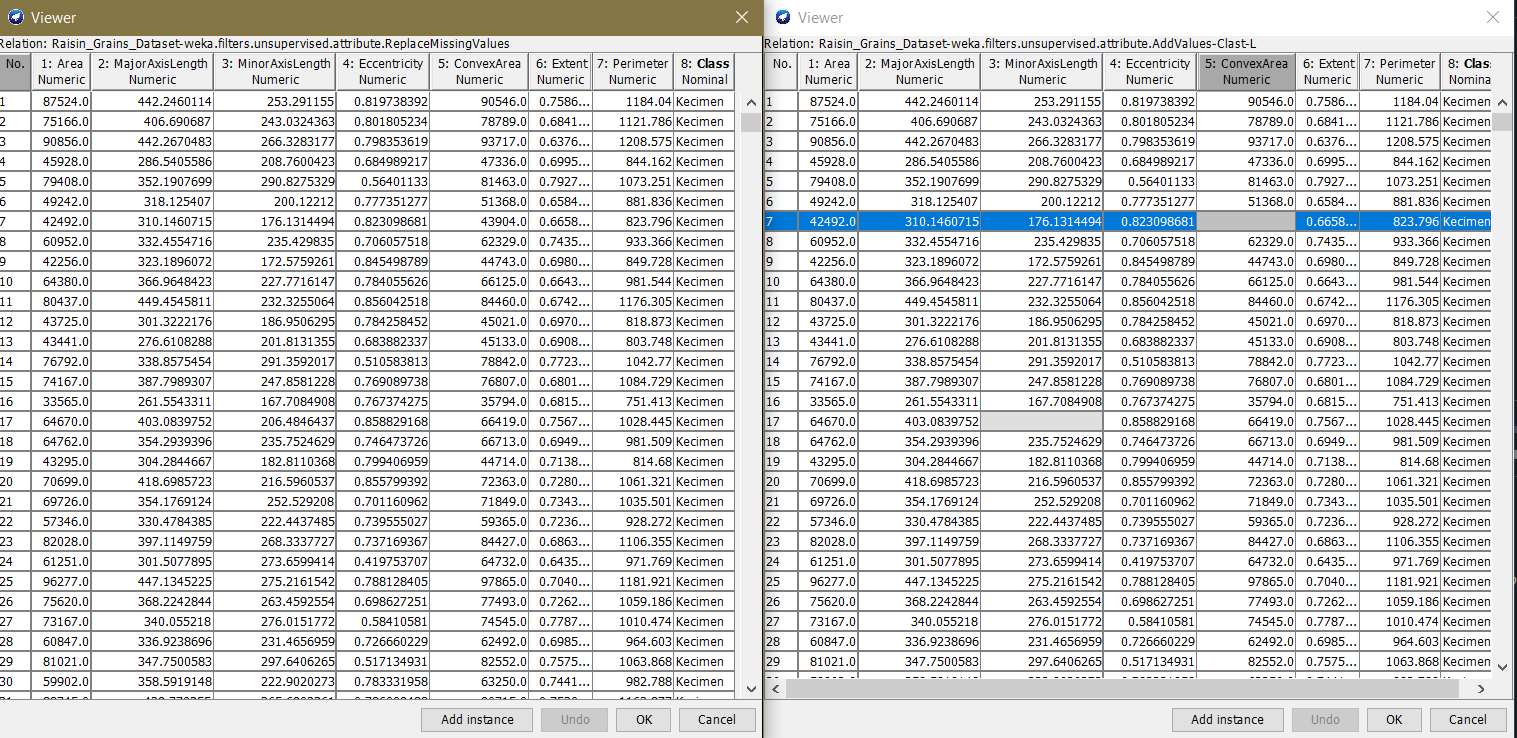 Viewer
Relation: Raisin_Grains_Dataset-weka.filters.unsupervised.attribute.ReplaceMissingValues
No. 1: Area 2: MajorAxisLength 3: MinorAxisLength 4: Eccentricity 5: ConvexArea 6: Extent 7: Perimeter 8: Class
Numeric Numeric Numeric Numeric Numeric Numeric Numeric Nominal
1 87524.0 442.2460114 253.291155 0.819738392 90546.0 0.7586... 1184.04 Kecimen
2 75166.0 406.690687 243.0324363 0.801805234 78789.0 0.6841... 1121.786 Kecimen
3 90856.0 442.2670483 266.3283177 0.798353619 93717.0 0.6376... 1208.575 Kecimen
4 45928.0 286.5405586 208.7600423 0.684989217 47336.0 0.6995... 844.162 Kecimen
5 79408.0 352.1907699 290.8275329 0.56401133 81463.0 0.7927... 1073.251 Kecimen
6 49242.0 318.125407 200.12212 0.777351277 51368.0 0.6584... 881.836 Kecimen
7 42492.0 310.1460715 176.1314494 0.823098681 43904.0 0.6658... 823.796 Kecimen
8 60952.0 332.4554716 235.429835 0.706057518 62329.0 0.7435... 933.366 Kecimen
9 42256.0 323.1896072 172.5759261 0.845498789 44743.0 0.6980... 849.728 Kecimen
10 64380.0 366.9648423 227.7716147 0.784055626 66125.0 0.6643... 981.544 Kecimen
11 80437.0 449.4545811 232.3255064 0.856042518 84460.0 0.6742... 1176.305 Kecimen
12 43725.0 301.3222176 186.9506295 0.784258452 45021.0 0.6970... 818.873 Kecimen
13 43441.0 276.6108288 201.8131355 0.683882337 45133.0 0.6908... 803.748 Kecimen
14 76792.0 338.8575454 291.3592017 0.510583813 78842.0 0.7723... 1042.77 Kecimen
15 74167.0 387.7989307 247.8581228 0.769089738 76807.0 0.6801... 1084.729 Kecimen
16 33565.0 261.5543311 167.7084908 0.767374275 35794.0 0.6815... 751.413 Kecimen
17 64670.0 403.0839752 206.4846437 0.858829168 66419.0 0.7567... 1028.445 Kecimen
18 64762.0 354.2939396 235.7524629 0.746473726 66713.0 0.6949... 981.509 Kecimen
19 43295.0 304.2844667 182.8110368 0.799406959 44714.0 0.7138... 814.68 Kecimen
20 70699.0 418.6985723 216.5960537 0.855799392 72363.0 0.7280... 1061.321 Kecimen
21 69726.0 354.1769124 252.529208 0.701160962 71849.0 0.7343... 1035.501 Kecimen
22 57346.0 330.4784385 222.4437485 0.739555027 59365.0 0.7236... 928.272 Kecimen
23 82028.0 397.1149759 268.3337727 0.737169367 84427.0 0.6863... 1106.355 Kecimen
24 61251.0 301.5077895 273.6599414 0.419753707 64732.0 0.6435... 971.769 Kecimen
25 96277.0 447.1345225 275.2161542 0.788128405 97865.0 0.7040... 1181.921 Kecimen
26 75620.0 368.2242844 263.4592554 0.698627251 77493.0 0.7262... 1059.186 Kecimen
27 73167.0 340.055218 276.0151772 0.58410581 74545.0 0.7787... 1010.474 Kecimen
28 60847.0 336.9238696 231.4656959 0.726660229 62492.0 0.6985... 964.603 Kecimen
29 81021.0 347.7500583 297.6406265 0.517134931 82552.0 0.7575... 1063.868 Kecimen
30 59902.0 358.5919148 222.9020273 0.783331958 63250.0 0.7441... 982.788 Kecimen
Add instance Undo OK Cancel
Viewer
Relation: Raisin_Grains_Dataset-weka.filters.unsupervised.attribute.AddValues-Clast-L
No. 1: Area 2: MajorAxisLength 3: MinorAxisLength 4: Eccentricity 5: ConvexArea 6: Extent 7: Perimeter 8: Clas
Numeric Numeric Numeric Numeric Numeric Numeric Numeric Nomina
1 87524.0 442.2460114 253.291155 0.819738392 90546.0 0.7586... 1184.04 Kecimen
2 75166.0 406.690687 243.0324363 0.801805234 78789.0 0.6841... 1121.786 Kecimen
3 90856.0 442.2670483 266.3283177 0.798353619 93717.0 0.6376... 1208.575 Kecimen
4 45928.0 286.5405586 208.7600423 0.684989217 47336.0 0.6995... 844.162 Kecimen
5 79408.0 352.1907699 290.8275329 0.56401133 81463.0 0.7927... 1073.251 Kecimen
6 49242.0 318.125407 200.12212 0.777351277 51368.0 0.6584... 881.836 Kecimen
7 42492.0 310.1460715 176.1314494 0.823098681 0.6658... 823.796 Kecimen
8 60952.0 332.4554716 235.429835 0.706057518 62329.0 0.7435... 933.366 Kecimen
9 42256.0 323.1896072 172.5759261 0.845498789 44743.0 0.6980... 849.728 Kecimen
10 64380.0 366.9648423 227.7716147 0.784055626 66125.0 0.6643... 981.544 Kecimen
11 80437.0 449.4545811 232.3255064 0.856042518 84460.0 0.6742... 1176.305 Kecimen
12 43725.0 301.3222176 186.9506295 0.784258452 45021.0 0.6970... 818.873 Kecimen
13 43441.0 276.6108288 201.8131355 0.683882337 45133.0 0.6908... 803.748 Kecimen
14 76792.0 338.8575454 291.3592017 0.510583813 78842.0 0.7723... 1042.77 Kecimen
15 74167.0 387.7989307 247.8581228 0.769089738 76807.0 0.6801... 1084.729 Kecimen
16 33565.0 261.5543311 167.7084908 0.767374275 35794.0 0.6815... 751.413 Kecimen
17 64670.0 403.0839752 0.858829168 66419.0 0.7567... 1028.445 Kecimen
18 64762.0 354.2939396 235.7524629 0.746473726 66713.0 0.6949... 981.509 Kecimen
19 43295.0 304.2844667 182.8110368 0.799406959 44714.0 0.7138... 814.68 Kecimen
20 70699.0 418.6985723 216.5960537 0.855799392 72363.0 0.7280... 1061.321 Kecimen
21 69726.0 354.1769124 252.529208 0.701160962 71849.0 0.7343... 1035.501 Kecimen
22 57346.0 330.4784385 222.4437485 0.739555027 59365.0 0.7236... 928.272 Kecimen
23 82028.0 397.1149759 268.3337727 0.737169367 84427.0 0.6863... 1106.355 Kecimen
24 61251.0 301.5077895 273.6599414 0.419753707 64732.0 0.6435... 971.769 Kecimen
25 96277.0 447.1345225 275.2161542 0.788128405 97865.0 0.7040... 1181.921 Kecimen
26 75620.0 368.2242844 263.4592554 0.698627251 77493.0 0.7262... 1059.186 Kecimen
27 73167.0 340.055218 276.0151772 0.58410581 74545.0 0.7787... 1010.474 Kecimen
28 60847.0 336.9238696 231.4656959 0.726660229 62492.0 0.6985... 964.603 Kecimen
29 81021.0 347.7500583 297.6406265 0.517134931 82552.0 0.7575... 1063.868 Kecimen
Add instance Undo OK Cancel